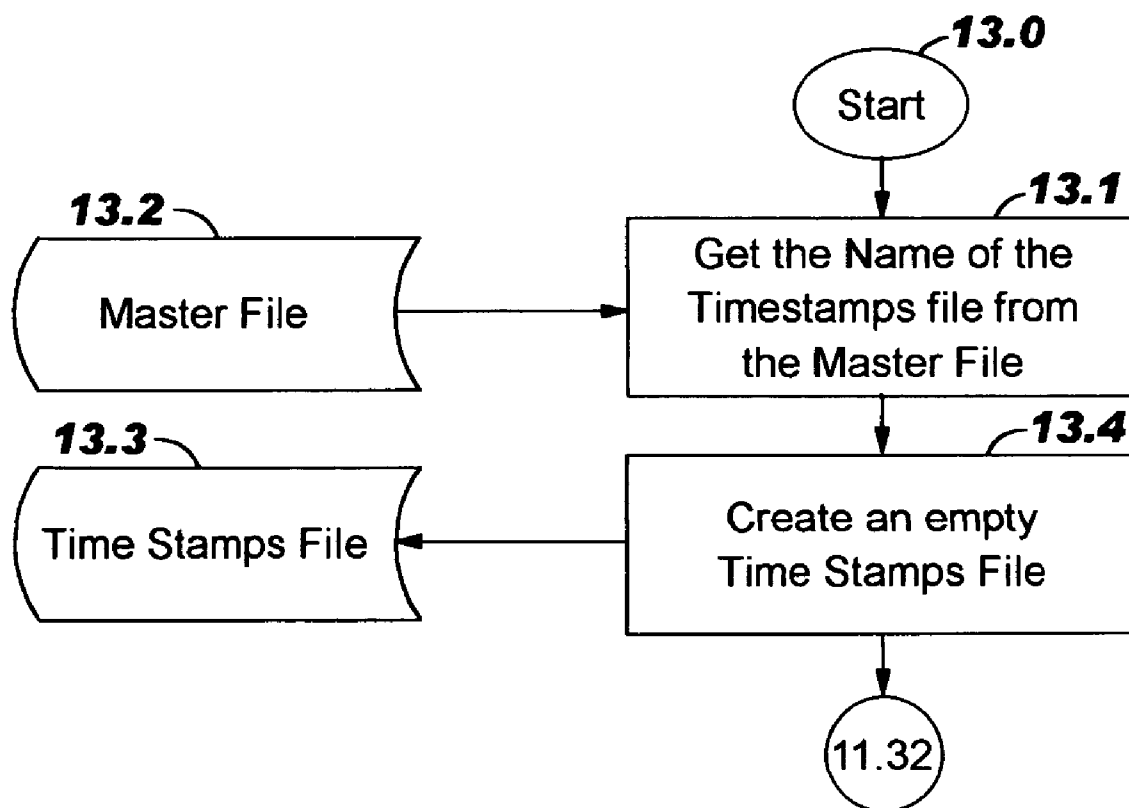 13.0
Start
13.2
13.1
Master File
Get the Name of the
Timestamps file from
the Master File
13.3
13.4
Time Stamps File
Create an empty
Time Stamps File
11.32